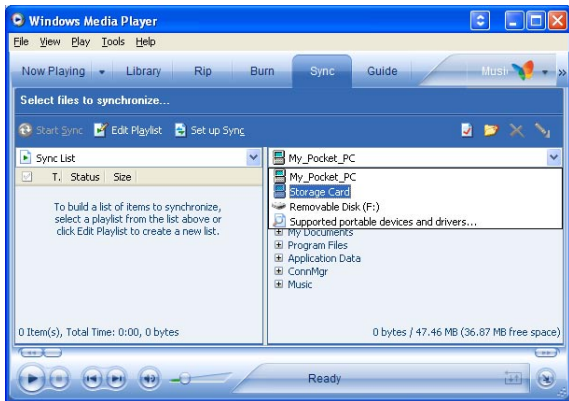 Windows Media Player
File View Play Tools Help
Now Playing Library Rip Burn Sync Guide Music
Select files to synchronize...
Start Sync Edit Playlist Set up Sync
Sync List
My_Pocket_PC
T. Status Size
My_Pocket_PC
Storage Card
Removable Disk (F:)
Supported portable devices and drivers...
To build a list of items to synchronize,
select a playlist from the list above or
click Edit Playlist to create a new list.
My Documents
Program Files
Application Data
ConnMgr
Music
0 Item(s), Total Time: 0:00, 0 bytes
0 bytes / 47.46 MB (36.87 MB free space)
Ready